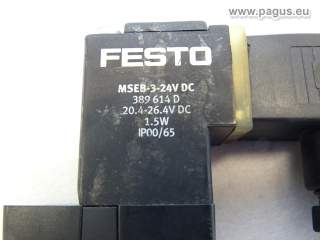 www.pagus.eu
FESTO
MSEB-3-24V DC
389 614 D
20.4-26.4V DC
1.5W
IP00/65